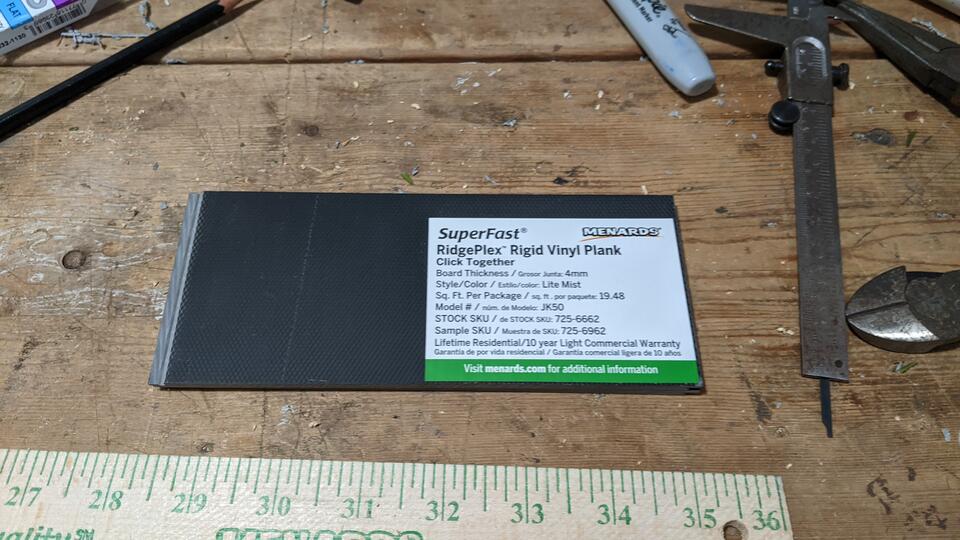 FLAT
32-1130
SuperFast®
MENARDS®
RidgePlex™ Rigid Vinyl Plank
Click Together
Board Thickness / Grosor Junta: 4mm
Style/Color / Estilo/color: Lite Mist
Sq. Ft. Per Package / sq. ft. por paquete: 19.48
Model # / núm. de Modelo: JK50
STOCK SKU / de STOCK SKU: 725-6662
Sample SKU / Muestra de SKU: 725-6962
Lifetime Residential/10 year Light Commercial Warranty
Garantía de por vida residencial / Garantía comercial ligera de 10 años
Visit menards.com for additional information
27 28 29 30 31 32 33 34 35 36
MENARDS